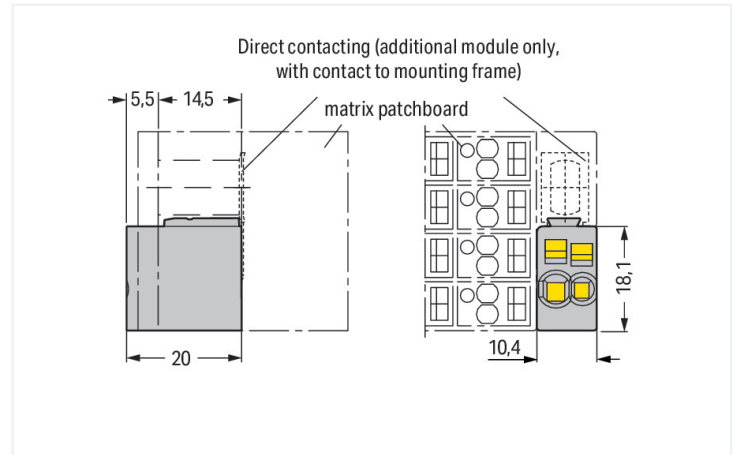 Direct contacting (additional module only,
with contact to mounting frame)
5,5
14,5
matrix patchboard
18,1
20
10,4